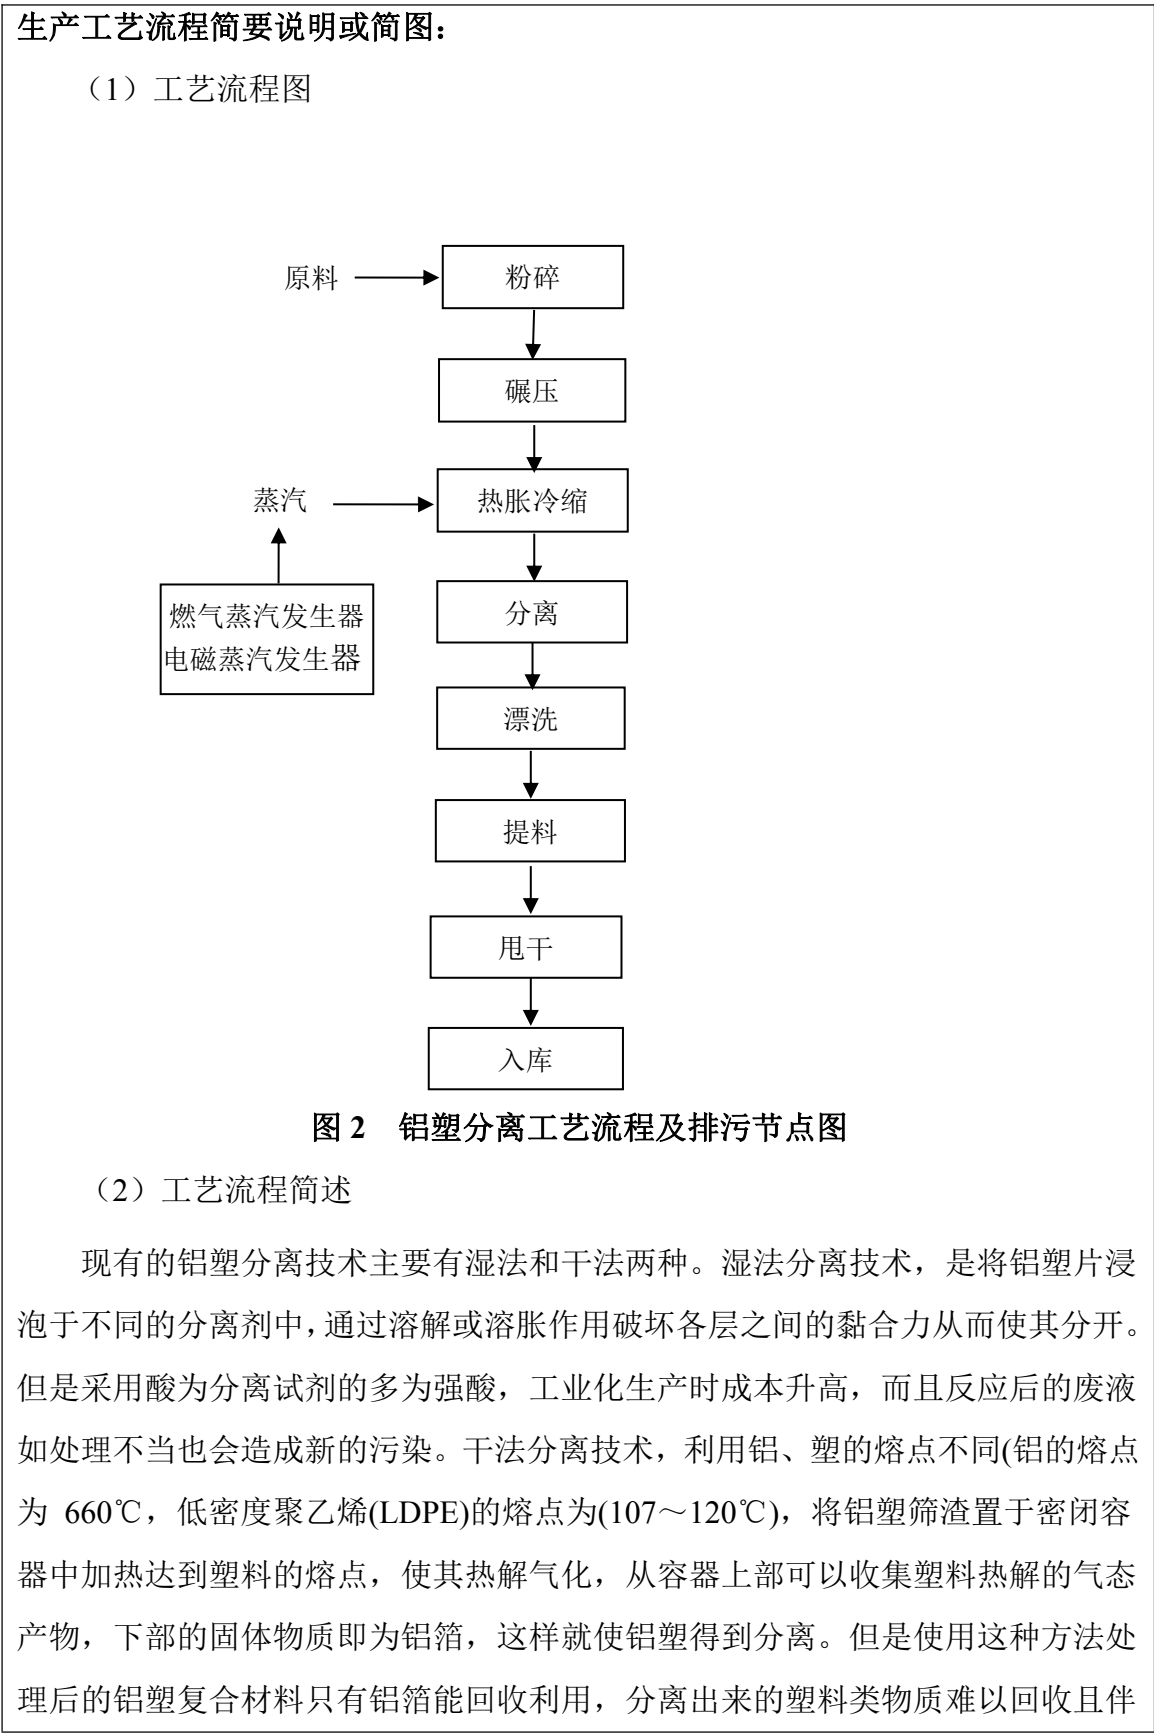 生产工艺流程简要说明或简图：
（1）工艺流程图
原料
粉碎
碾压
蒸汽
热胀冷缩
燃气蒸汽发生器
电磁蒸汽发生器
分离
漂洗
提料
甩干
入库
图 2 铝塑分离工艺流程及排污节点图
（2）工艺流程简述
现有的铝塑分离技术主要有湿法和干法两种。湿法分离技术，是将铝塑片浸
泡于不同的分离剂中，通过溶解或溶胀作用破坏各层之间的黏合力从而使其分开。
但是采用酸为分离试剂的多为强酸，工业化生产时成本升高，而且反应后的废液
如处理不当也会造成新的污染。干法分离技术，利用铝、塑的熔点不同(铝的熔点
为 660℃，低密度聚乙烯(LDPE)的熔点为(107～120℃)，将铝塑筛渣置于密闭容
器中加热达到塑料的熔点，使其热解气化，从容器上部可以收集塑料热解的气态
产物，下部的固体物质即为铝箔，这样就使铝塑得到分离。但是使用这种方法处
理后的铝塑复合材料只有铝箔能回收利用，分离出来的塑料类物质难以回收且伴